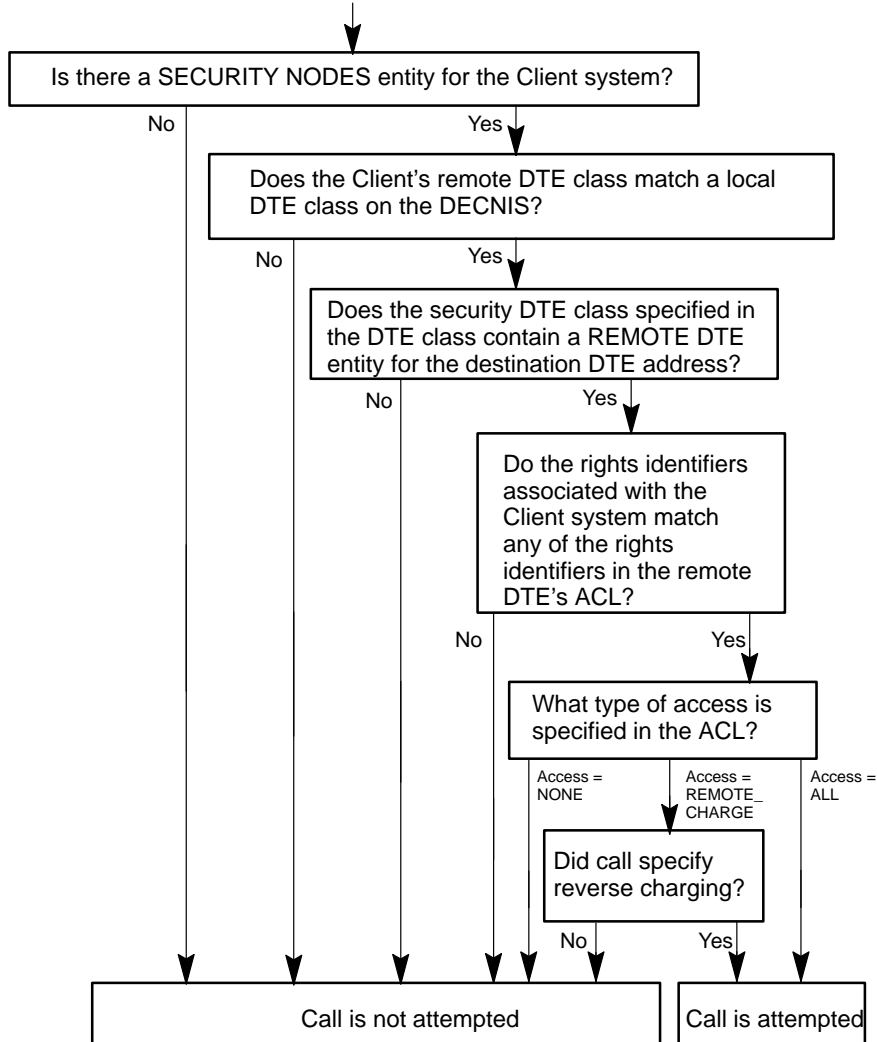 Is there a SECURITY NODES entity for the Client system?
No
Yes
Does the Client's remote DTE class match a local
DTE class on the DECNIS?
No
Yes
Does the security DTE class specified in
the DTE class contain a REMOTE DTE
entity for the destination DTE address?
No
Yes
Do the rights identifiers
associated with the
Client system match
any of the rights
identifiers in the remote
DTE's ACL?
No
Yes
What type of access is
specified in the ACL?
Access =
NONE
Access =
REMOTE_
CHARGE
Access =
ALL
Did call specify
reverse charging?
No
Yes
Call is not attempted
Call is attempted